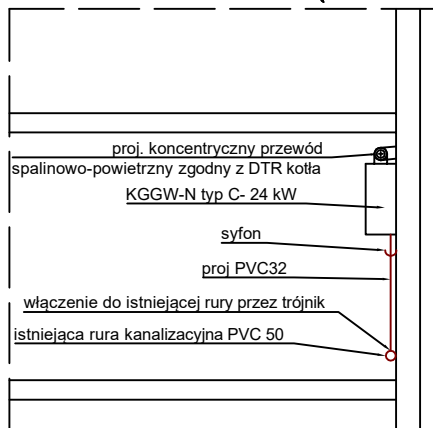 proj. koncentryczny przewód
spalinowo-powietrzny zgodny z DTR kotła
KGGW-N typ C- 24 kW
syfon
proj PVC32
włączenie do istniejącej rury przez trójnik
istniejąca rura kanalizacyjna PVC 50